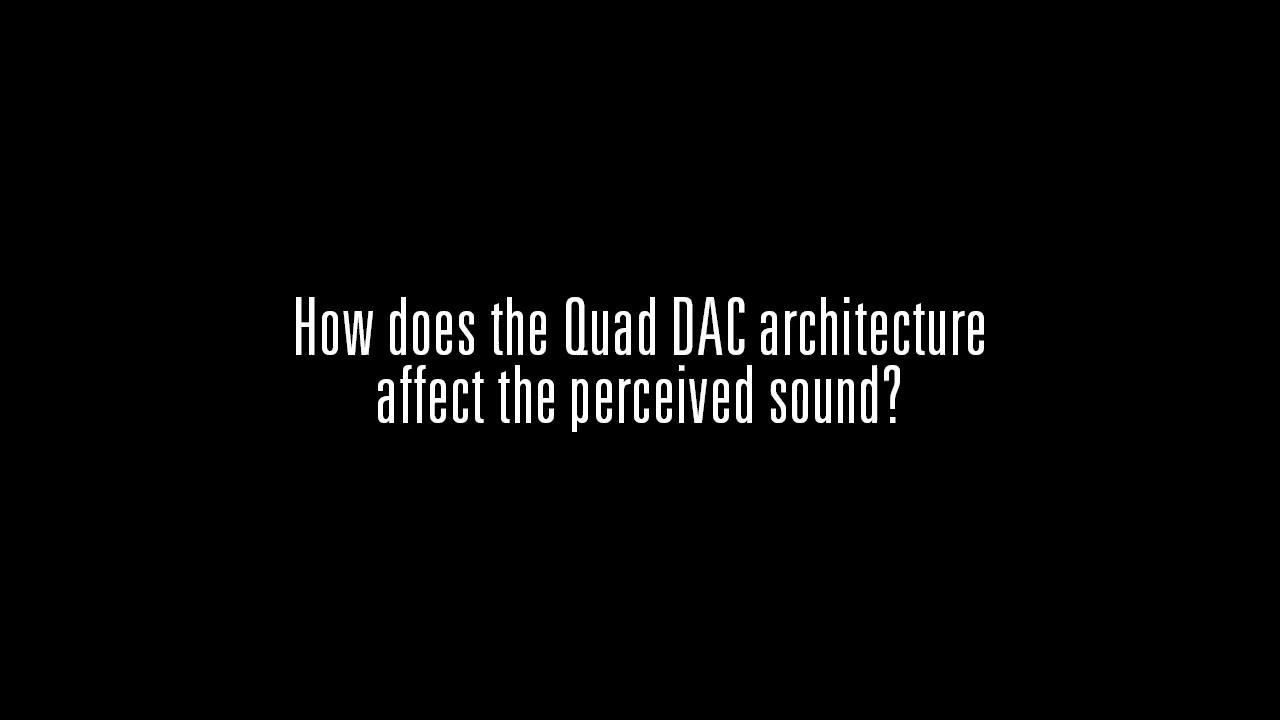 How does the Quad DAC architecture
affect the perceived sound?